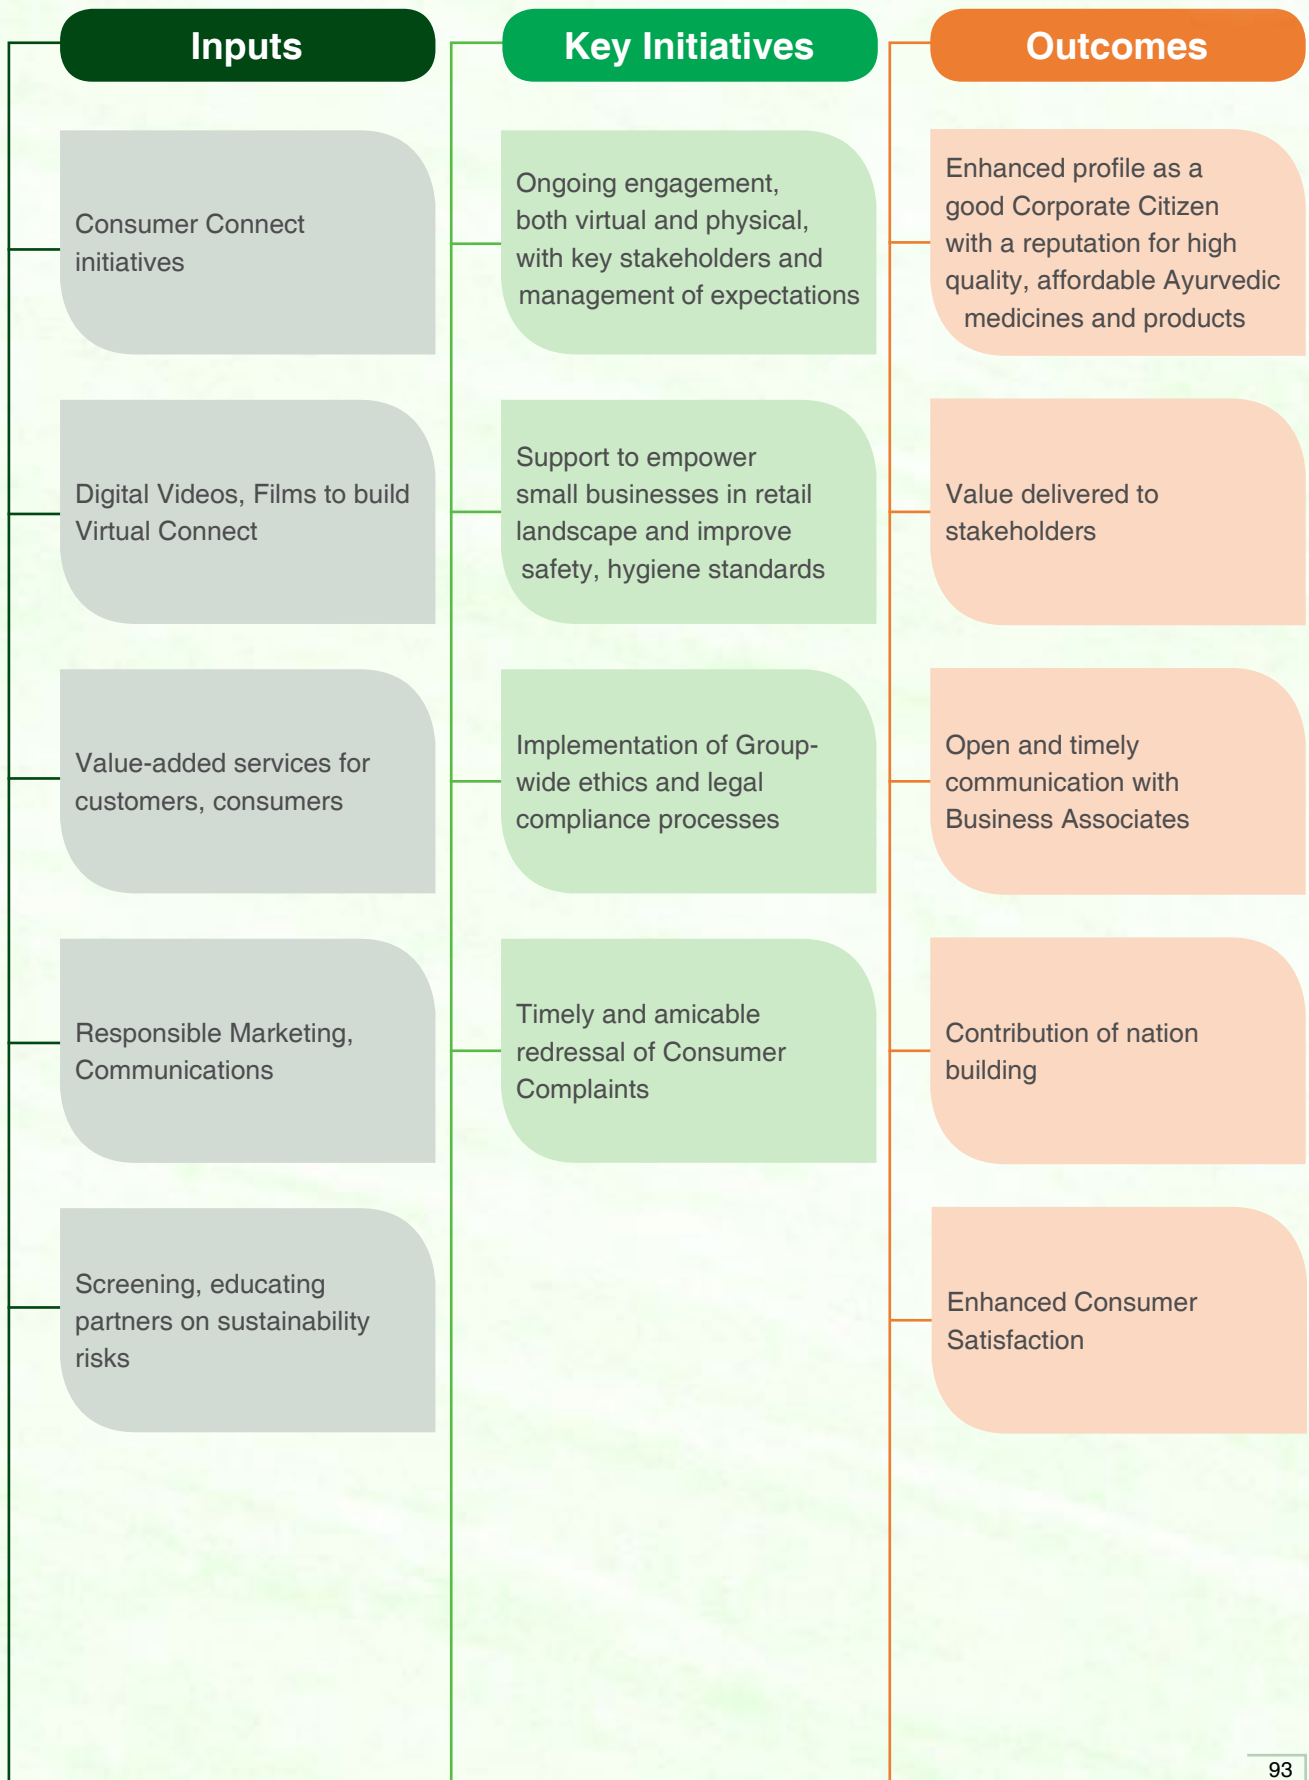 Inputs
Consumer Connect
initiatives
Digital Videos, Films to build
Virtual Connect
Value-added services for
customers, consumers
Responsible Marketing,
Communications
Screening, educating
partners on sustainability
risks
Key Initiatives
Ongoing engagement,
both virtual and physical,
with key stakeholders and
management of expectations
Support to empower
small businesses in retail
landscape and improve
safety, hygiene standards
Implementation of Group-
wide ethics and legal
compliance processes
Timely and amicable
redressal of Consumer
Complaints
Outcomes
Enhanced profile as a
good Corporate Citizen
with a reputation for high
quality, affordable Ayurvedic
medicines and products
Value delivered to
stakeholders
Open and timely
communication with
Business Associates
Contribution of nation
building
Enhanced Consumer
Satisfaction
93